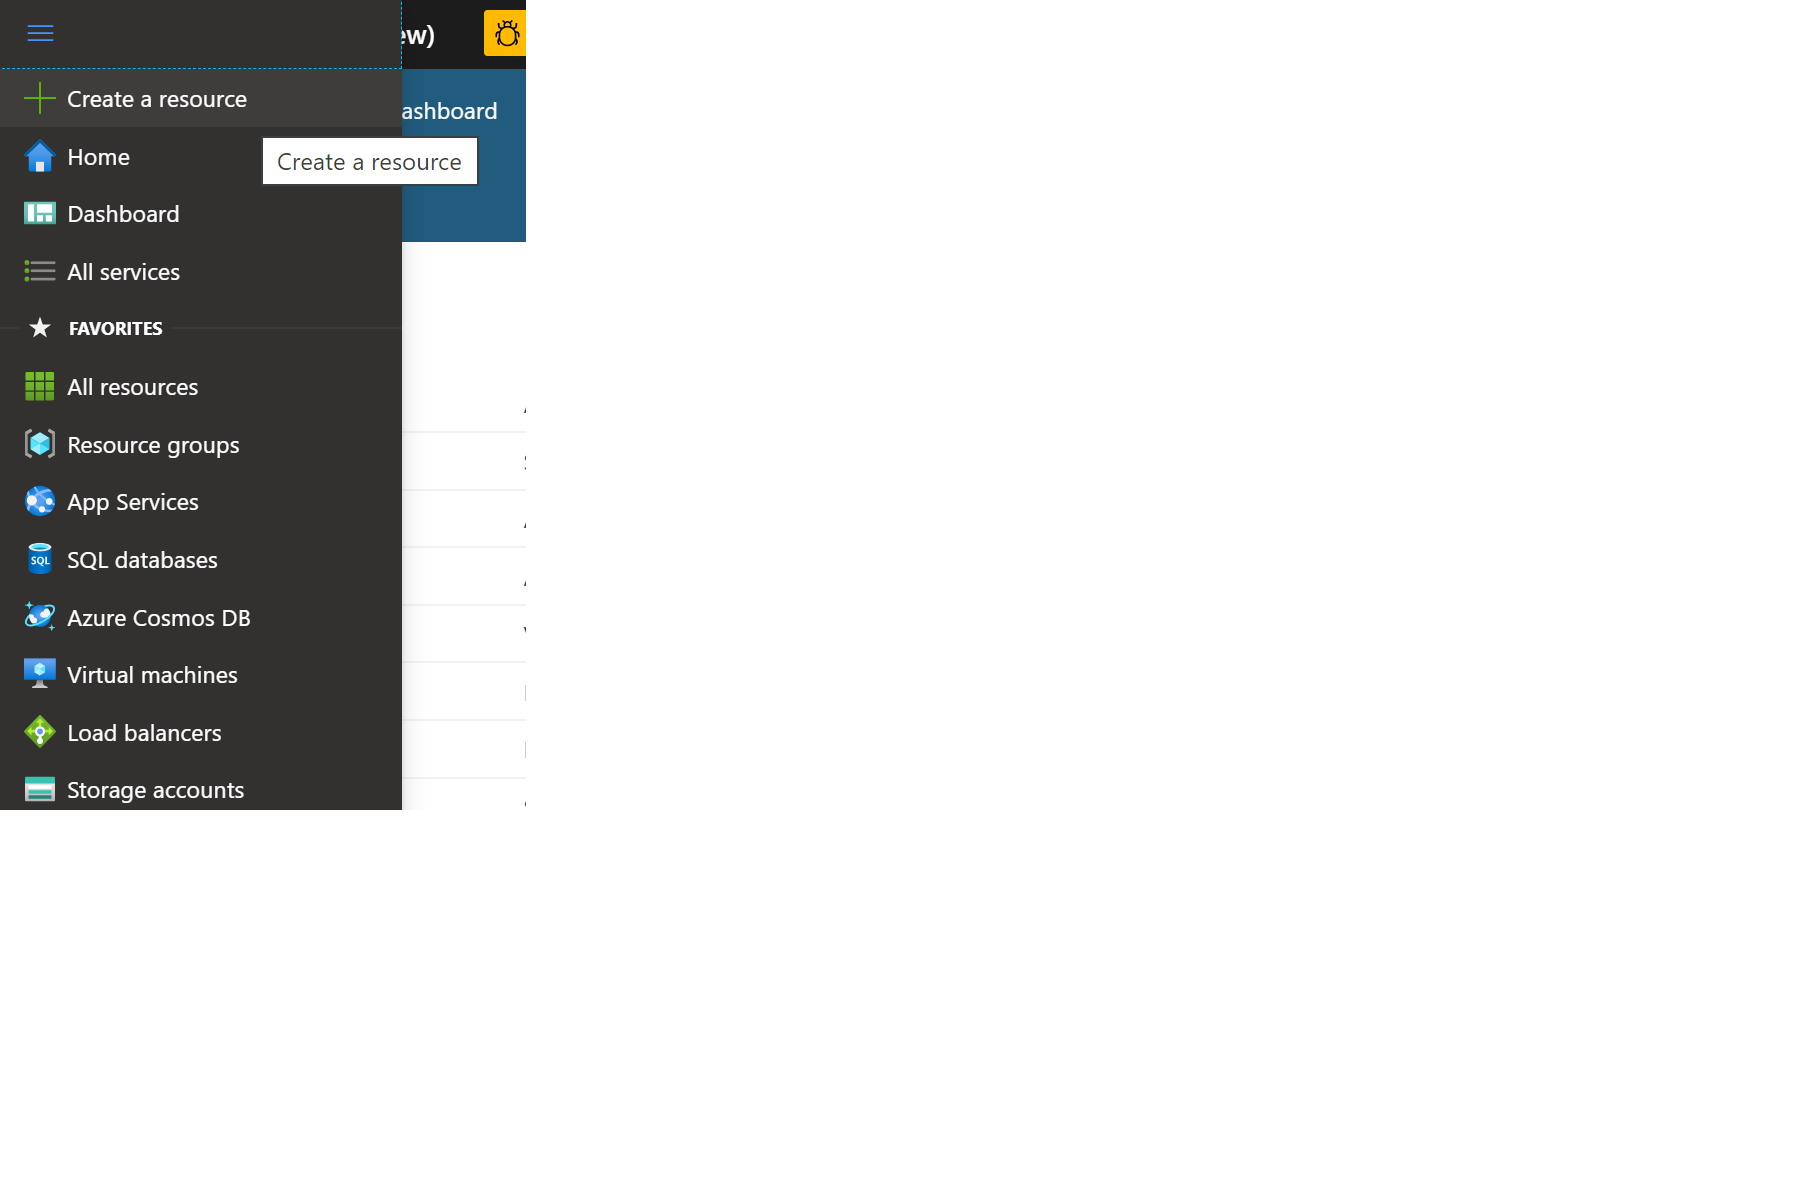 ew)
Create a resource
ashboard
Home
Create a resource
Dashboard
All services
FAVORITES
All resources
Resource groups
App Services
SQL databases
SQL
Azure Cosmos DB
Virtual machines
Load balancers
Storage accounts